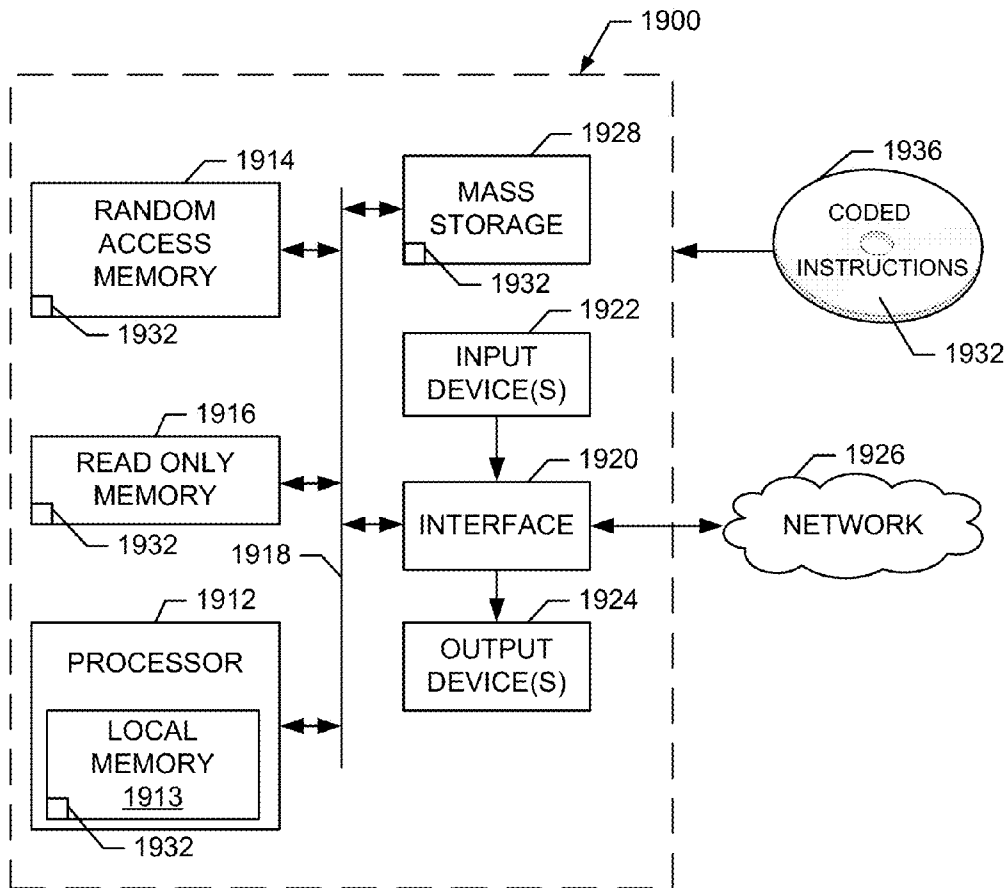 1900
1914
RANDOM
ACCESS
MEMORY
1932
1928
MASS
STORAGE
1932
1936
CODED
INSTRUCTIONS
1932
1922
INPUT
DEVICE(S)
1916
READ ONLY
MEMORY
1932
1918
1920
INTERFACE
1926
NETWORK
1912
PROCESSOR
LOCAL
MEMORY
1913
1932
1924
OUTPUT
DEVICE(S)